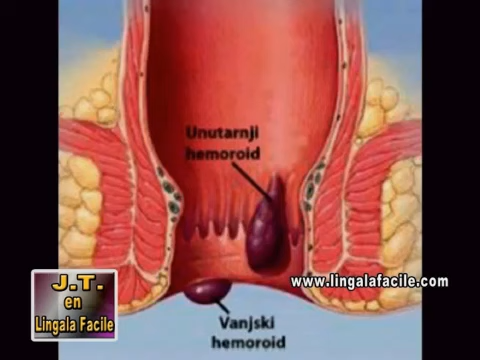 Unutarnji
hemoroid
www.lingalafacile.com
J.T.
en
Lingala Facile
Vanjski
hemoroid